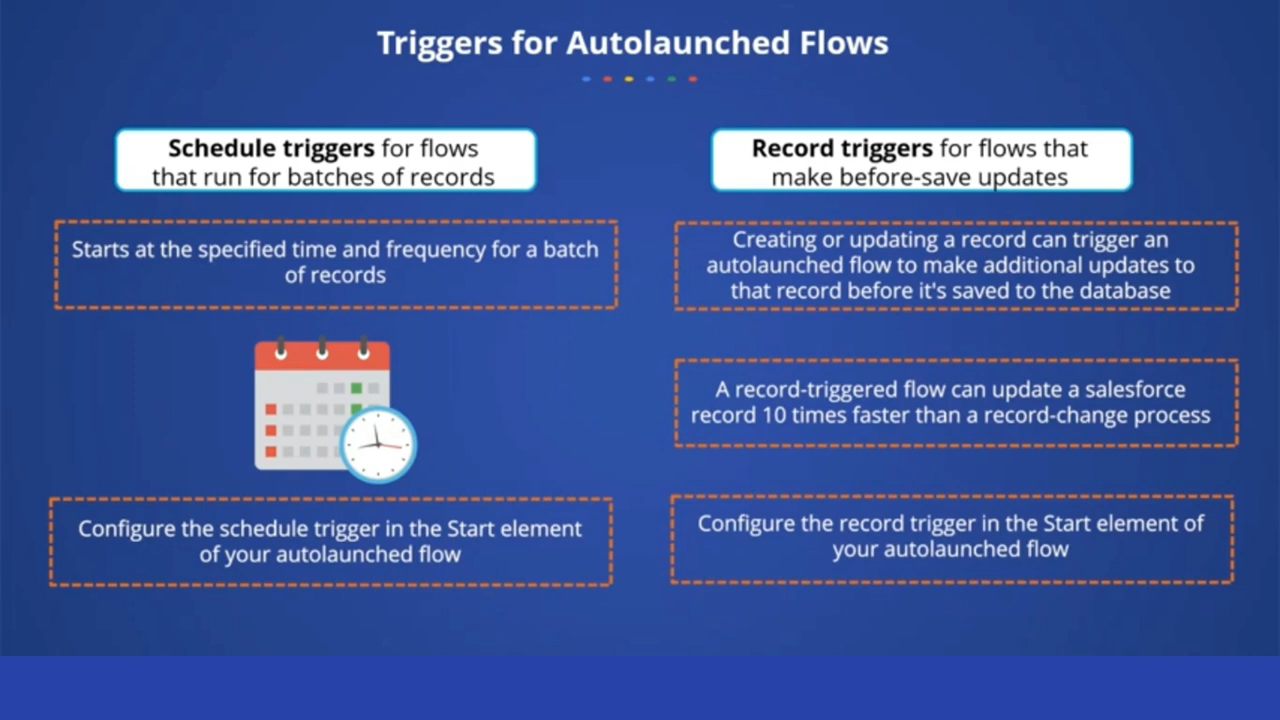 Triggers for Autolaunched Flows
Schedule triggers for flows
that run for batches of records
Starts at the specified time and frequency for a batch
of records
Configure the schedule trigger in the Start element
of your autolaunched flow
Record triggers for flows that
make before-save updates
Creating or updating a record can trigger an
autolaunched flow to make additional updates to
that record before it's saved to the database
A record-triggered flow can update a salesforce
record 10 times faster than a record-change process
Configure the record trigger in the Start element of
your autolaunched flow